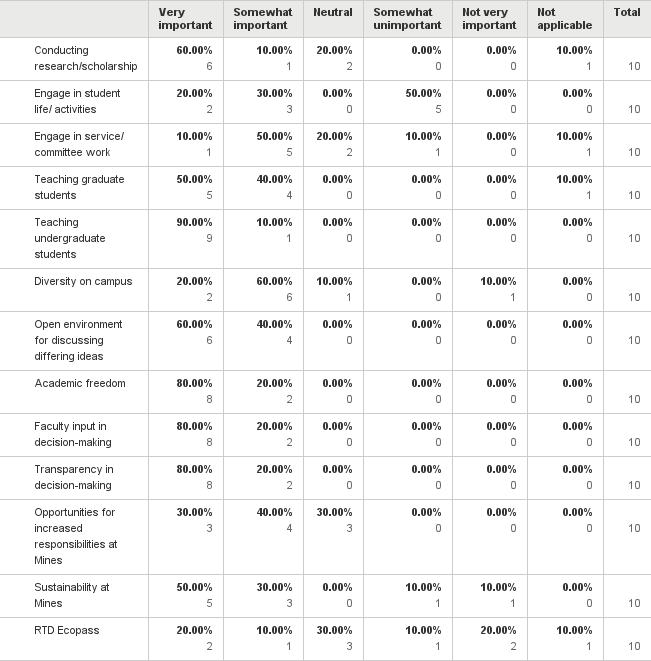 Very important Somewhat important Neutral Somewhat unimportant Not very important Not applicable Total
Conducting research/scholarship 60.00% 10.00% 20.00% 0.00% 0.00% 10.00%
6 1 2 0 0 1 10
Engage in student life/ activities 20.00% 30.00% 0.00% 50.00% 0.00% 0.00%
2 3 0 5 0 0 10
Engage in service/ committee work 10.00% 50.00% 20.00% 10.00% 0.00% 10.00%
1 5 2 1 0 1 10
Teaching graduate students 50.00% 40.00% 0.00% 0.00% 0.00% 10.00%
5 4 0 0 0 1 10
Teaching undergraduate students 90.00% 10.00% 0.00% 0.00% 0.00% 0.00%
9 1 0 0 0 0 10
Diversity on campus 20.00% 60.00% 10.00% 0.00% 10.00% 0.00%
2 6 1 0 1 0 10
Open environment for discussing differing ideas 60.00% 40.00% 0.00% 0.00% 0.00% 0.00%
6 4 0 0 0 0 10
Academic freedom 80.00% 20.00% 0.00% 0.00% 0.00% 0.00%
8 2 0 0 0 0 10
Faculty input in decision-making 80.00% 20.00% 0.00% 0.00% 0.00% 0.00%
8 2 0 0 0 0 10
Transparency in decision-making 80.00% 20.00% 0.00% 0.00% 0.00% 0.00%
8 2 0 0 0 0 10
Opportunities for increased responsibilities at Mines 30.00% 40.00% 30.00% 0.00% 0.00% 0.00%
3 4 3 0 0 0 10
Sustainability at Mines 50.00% 30.00% 0.00% 10.00% 10.00% 0.00%
5 3 0 1 1 0 10
RTD Ecopass 20.00% 10.00% 30.00% 10.00% 20.00% 10.00%
2 1 3 1 2 1 10